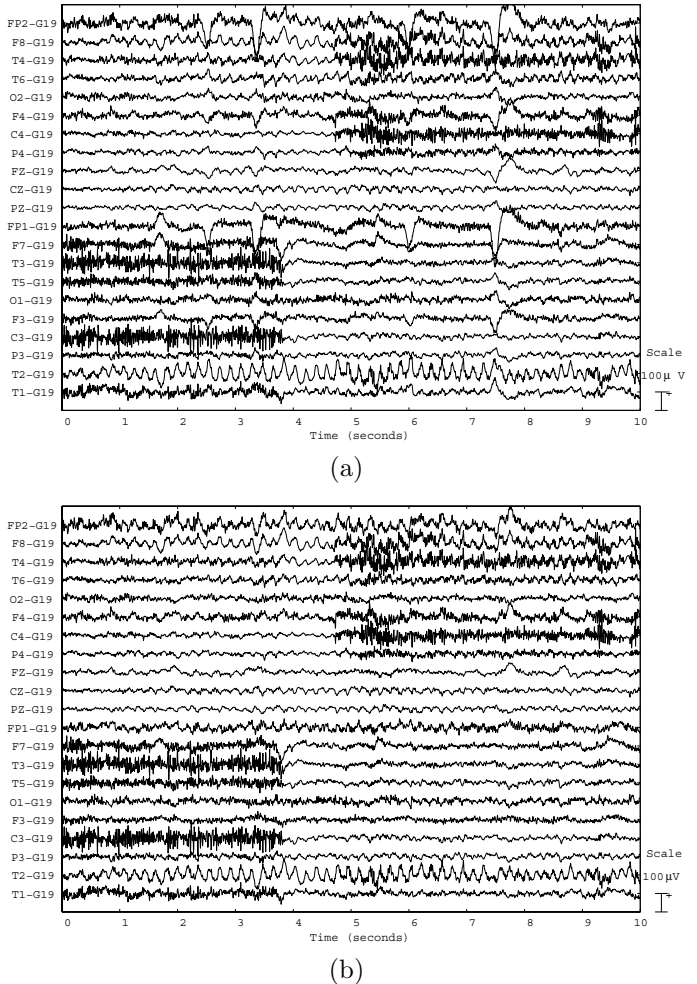 FP2-G19
F8-G19
T4-G19
T6-G19
O2-G19
F4-G19
C4-G19
P4-G19
FZ-G19
CZ-G19
PZ-G19
FP1-G19
F7-G19
T3-G19
T5-G19
O1-G19
F3-G19
C3-G19
P3-G19
T2-G19
T1-G19
Scale
100μ V
+
0 1 2 3 4 5 6 7 8 9 10
Time (seconds)
(a)
FP2-G19
F8-G19
T4-G19
T6-G19
O2-G19
F4-G19
C4-G19
P4-G19
FZ-G19
CZ-G19
PZ-G19
FP1-G19
F7-G19
T3-G19
T5-G19
O1-G19
F3-G19
C3-G19
P3-G19
T2-G19
T1-G19
Scale
100μV
+
0 1 2 3 4 5 6 7 8 9 10
Time (seconds)
(b)